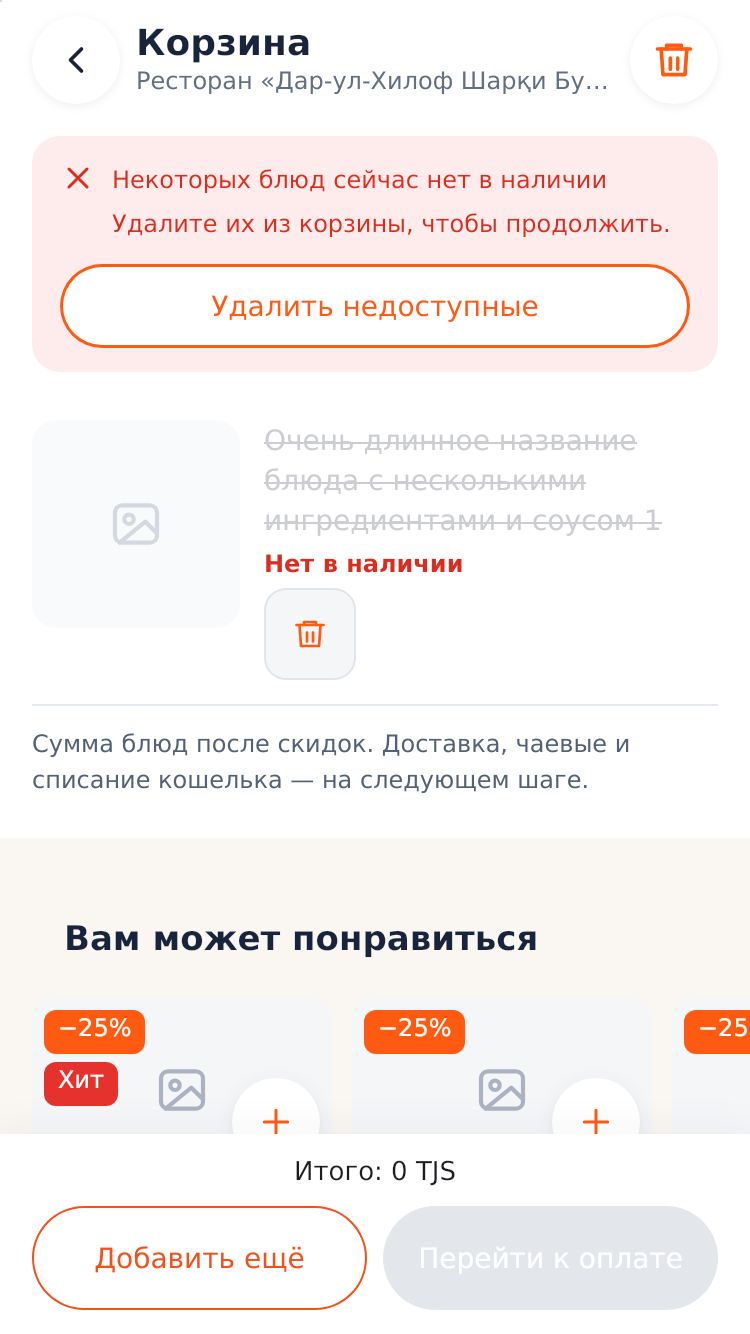 Корзина
Ресторан «Дар-ул-Хилоф Шарқи Бу...
Некоторых блюд сейчас нет в наличии
Удалите их из корзины, чтобы продолжить.
Удалить недоступные
Очень длинное название
блюда с несколькими
ингредиентами и соусом 1
Нет в наличии
Сумма блюд после скидок. Доставка, чаевые и
списание кошелька — на следующем шаге.
Вам может понравиться
−25%
−25%
−25
Хит
Итого: 0 TJS
Добавить ещё
Перейти к оплате